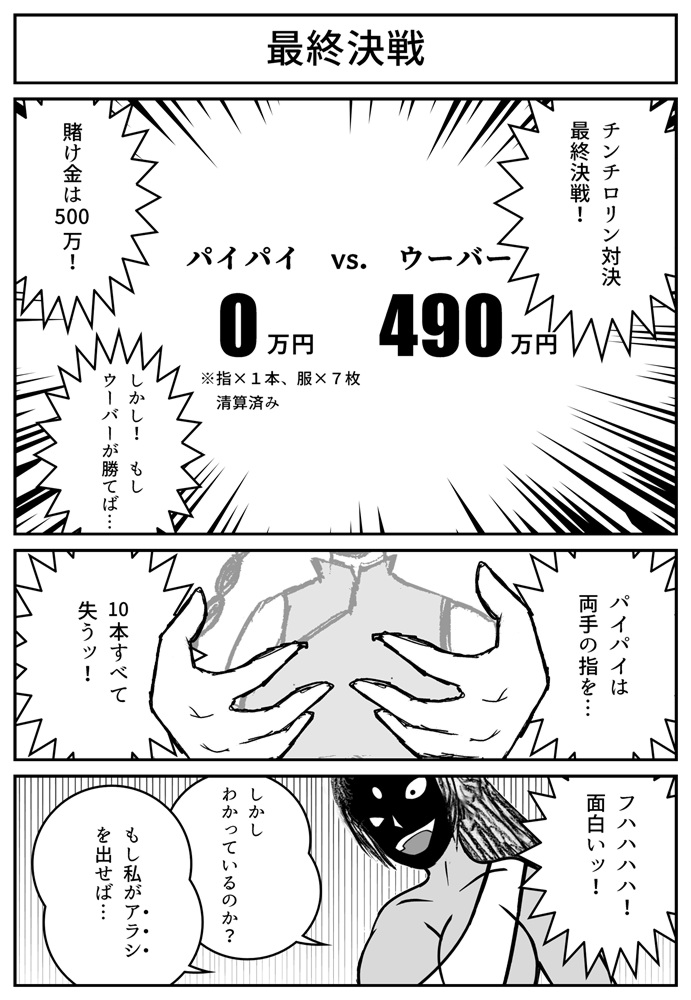 最終決戦
チンチロリン対決
最終決戦！
賭け金は
500
万！
パイパイ vs. ウーバー
0万円 490万円
※指×１本、服×７枚
清算済み
しかし！ もし
ウーバーが勝てば…
パイパイは
両手の指を…
10本すべて
失うッ！
フハハハハ！
面白いッ！
しかし
わかっているのか？
もし私がアラシ
を出せば…